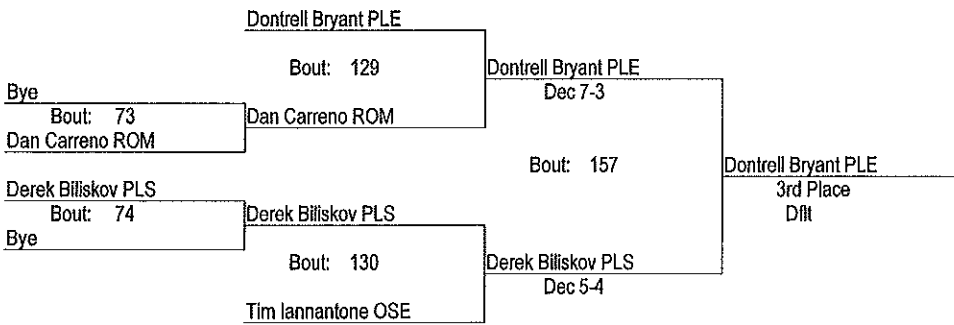 Dontrell Bryant PLE
Bout: 129
Dontrell Bryant PLE
Bye
Dec 7-3
Bout: 73
Dan Carreno ROM
Dan Carreno ROM
Bout: 157
Dontrell Bryant PLE
Derek Biliskov PLS
3rd Place
Bout: 74
Derek Biliskov PLS
Dflt
Bye
Bout: 130
Derek Biliskov PLS
Dec 5-4
Tim Iannantone OSE